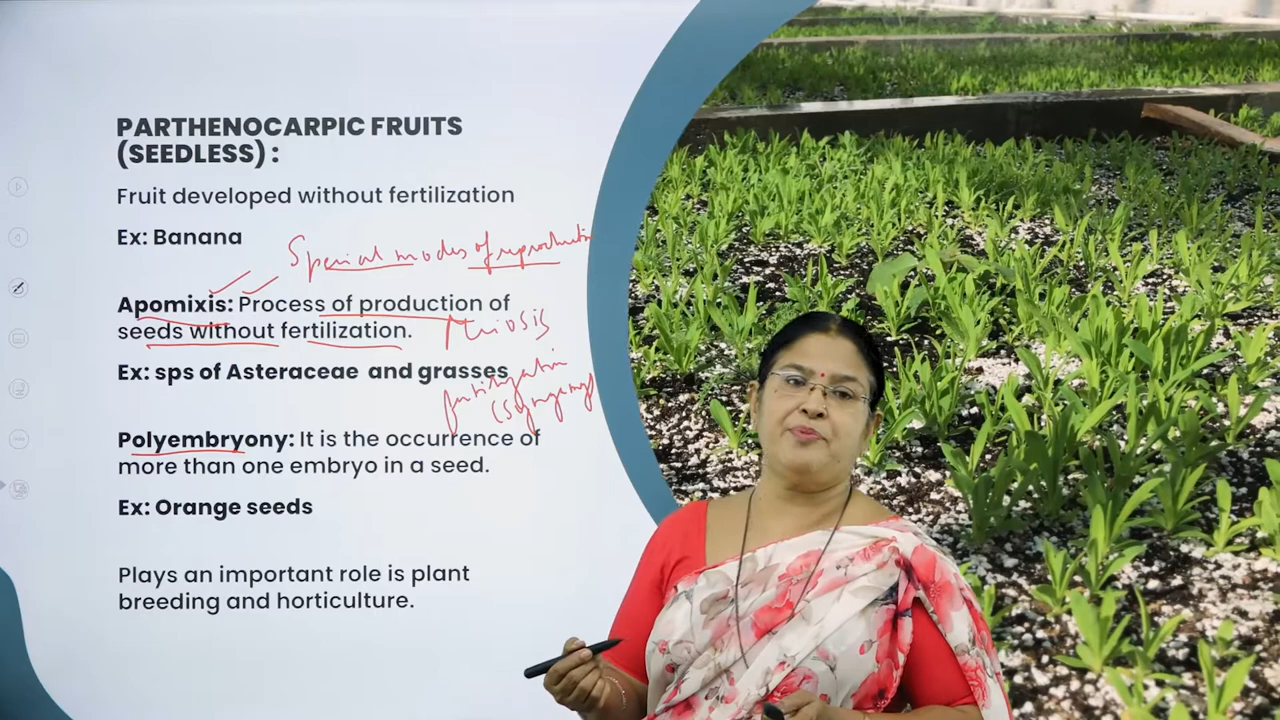 PARTHENOCARPIC FRUITS
(SEEDLESS) :
Fruit developed without fertilization
Ex: Banana
Special modes of reproduction
Apomixis: Process of production of
seeds without fertilization.
Meiosis
Ex: sps of Asteraceae and grasses
fertilization
(Syngamy)
Polyembryony: It is the occurrence of
more than one embryo in a seed.
Ex: Orange seeds
Plays an important role is plant
breeding and horticulture.